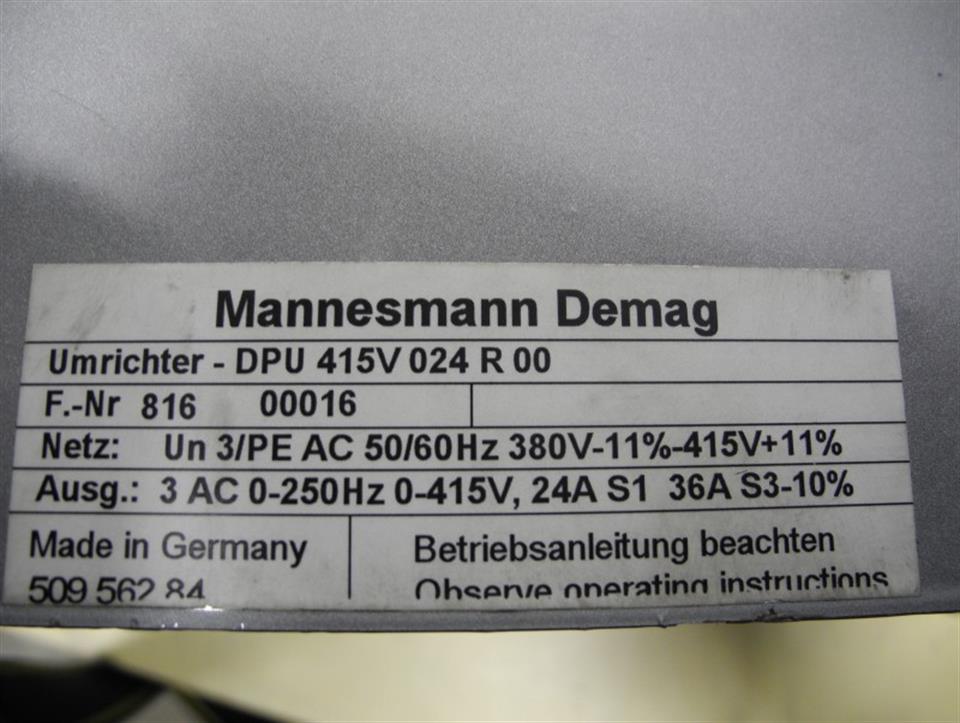 Mannesmann Demag
Umrichter - DPU 415V 024 R 00
F.-Nr 816 00016
Netz: Un 3/PE AC 50/60Hz 380V-11%-415V+11%
Ausg.: 3 AC 0-250Hz 0-415V, 24A S1 36A S3-10%
Made in Germany
Betriebsanleitung beachten
509 562 84
Observe operating instructions